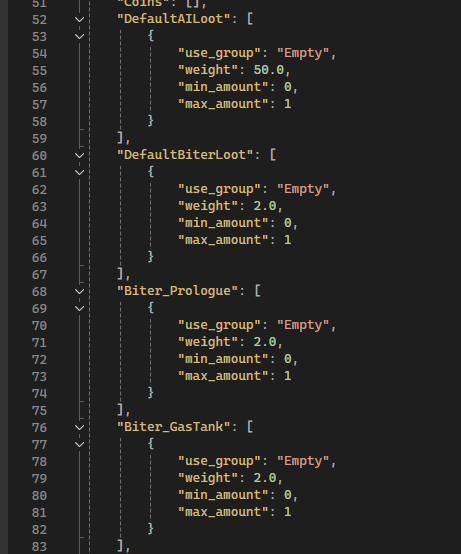 51 "Coins": [],
52 "DefaultAILoot": [
53 {
54 "use_group": "Empty",
55 "weight": 50.0,
56 "min_amount": 0,
57 "max_amount": 1
58 }
59 ],
60 "DefaultBiterLoot": [
61 {
62 "use_group": "Empty",
63 "weight": 2.0,
64 "min_amount": 0,
65 "max_amount": 1
66 }
67 ],
68 "Biter_Prologue": [
69 {
70 "use_group": "Empty",
71 "weight": 2.0,
72 "min_amount": 0,
73 "max_amount": 1
74 }
75 ],
76 "Biter_GasTank": [
77 {
78 "use_group": "Empty",
79 "weight": 2.0,
80 "min_amount": 0,
81 "max_amount": 1
82 }
83 ],